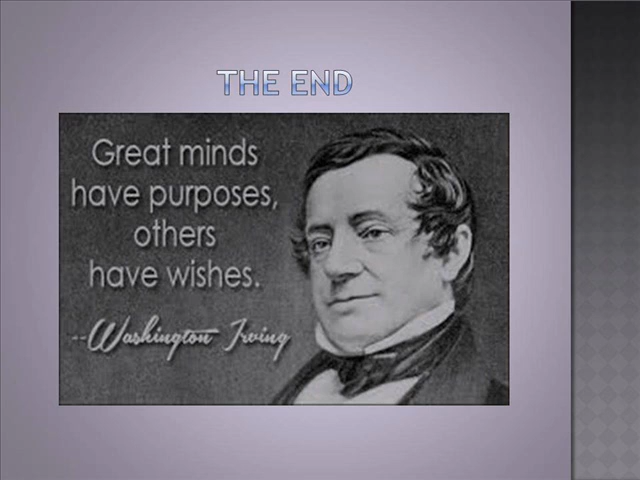 THE END
Great minds
have purposes,
others
have wishes.
--Washington Irving